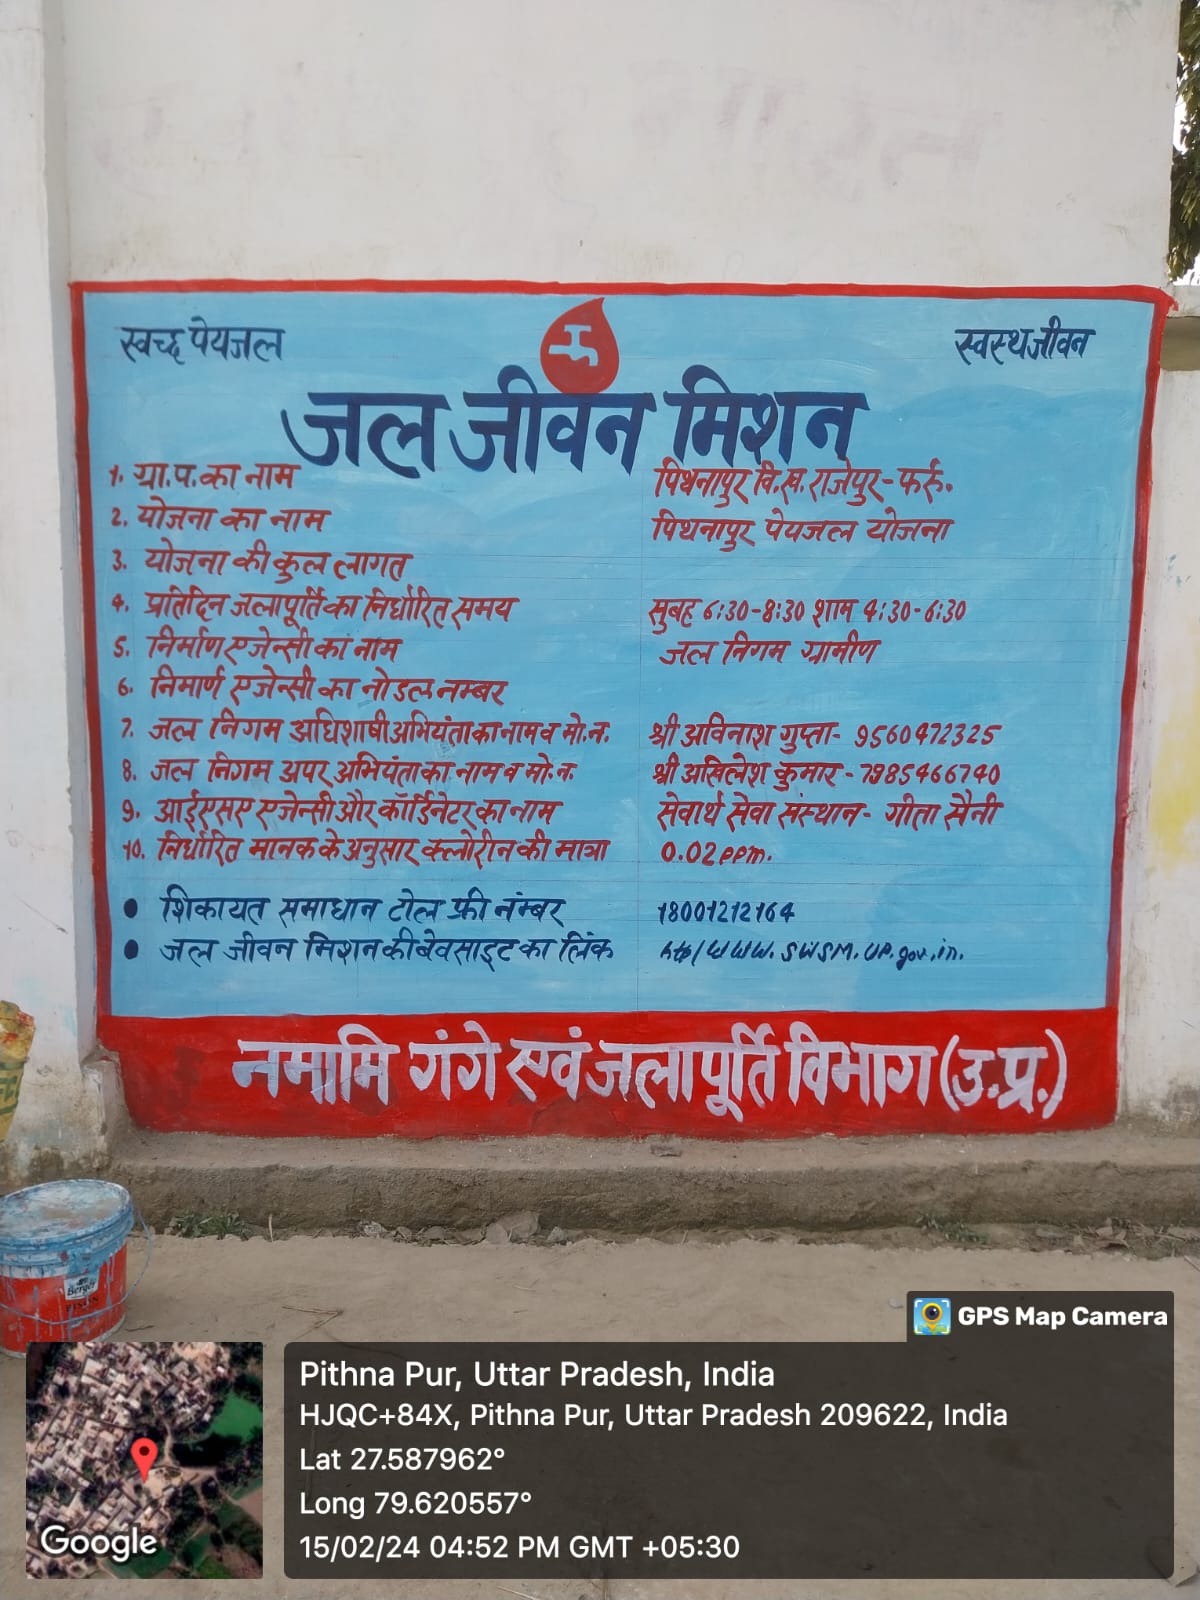 स्वच्छ पेयजल
स्वस्थ जीवन
जल जीवन मिशन
1. ग्रा.प. का नाम पिथनापुर वि.ख. राजेपुर - फर्रु.
2. योजना का नाम पिथनापुर पेयजल योजना
3. योजना की कुल लागत
4. प्रतिदिन जलापूर्ति का निर्धारित समय सुबह 6:30-8:30 शाम 4:30-6:30
5. निर्माण एजेन्सी का नाम जल निगम ग्रामीण
6. निमार्ण एजेन्सी का नोडल नम्बर
7. जल निगम अधिशाषी अभियंता का नाम व मो.न. श्री अविनाश गुप्ता - 9560472325
8. जल निगम अपर अभियंता का नाम व मो.न. श्री अखिलेश कुमार - 7985466740
9. आईएसए एजेन्सी और कॉर्डिनेटर का नाम सेवार्थ सेवा संस्थान - गीता सैनी
10. निर्धारित मानक के अनुसार क्लोरीन की मात्रा 0.02 ppm.
• शिकायत समाधान टोल फ्री नंम्बर 18001212164
• जल जीवन मिशन की बेवसाइट का लिंक www.swsm.up.gov.in.
नमामि गंगे एवं जलापूर्ति विभाग (उ.प्र.)
Berger
GPS Map Camera
Pithna Pur, Uttar Pradesh, India
HJQC+84X, Pithna Pur, Uttar Pradesh 209622, India
Lat 27.587962°
Long 79.620557°
15/02/24 04:52 PM GMT +05:30
Google